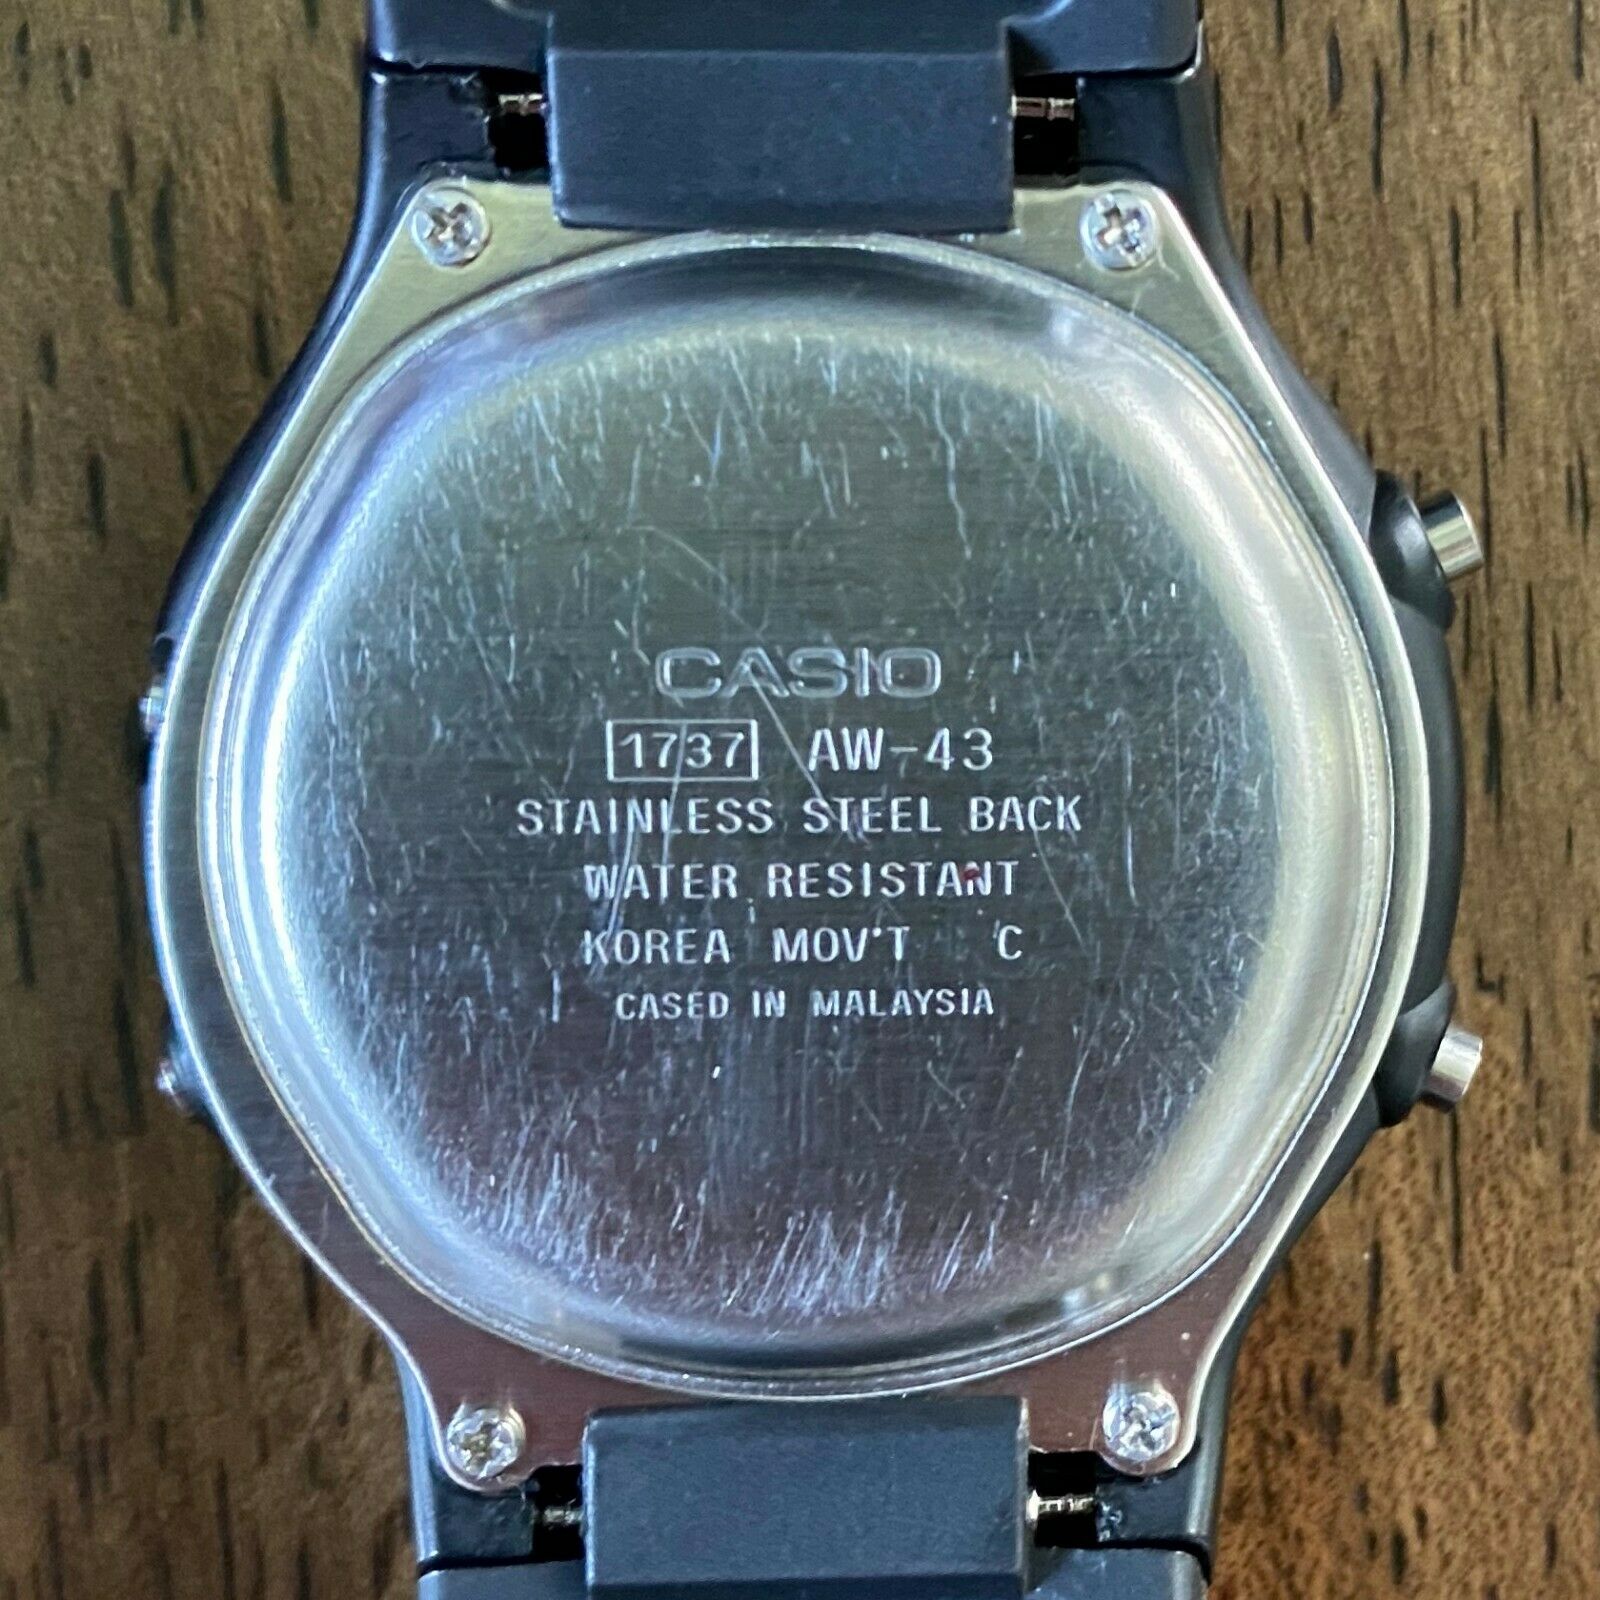 CASIO
1737 AW-43
STAINLESS STEEL BACK
WATER RESISTANT
KOREA MOV'T C
CASED IN MALAYSIA